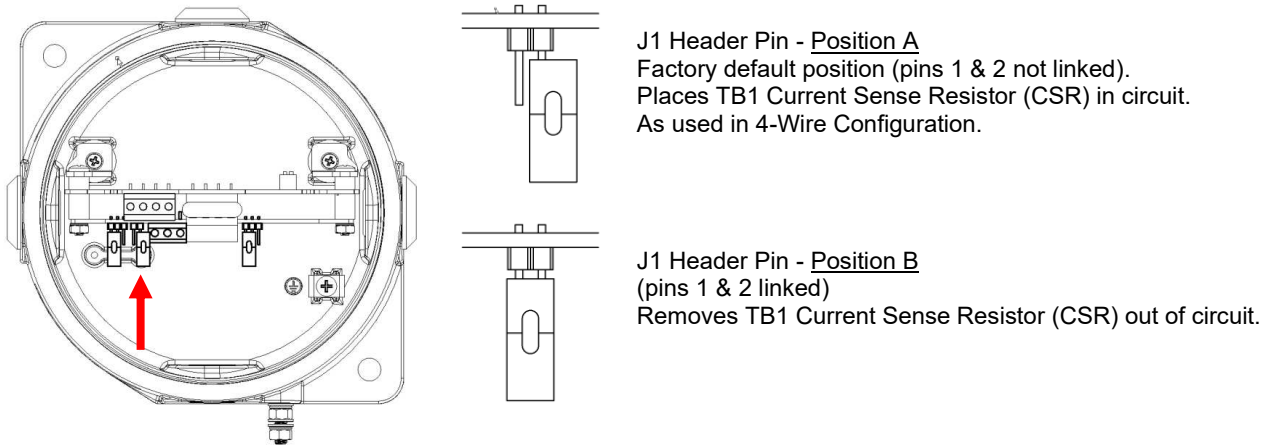 J1 Header Pin - Position A
Factory default position (pins 1 & 2 not linked).
Places TB1 Current Sense Resistor (CSR) in circuit.
As used in 4-Wire Configuration.
J1 Header Pin - Position B
(pins 1 & 2 linked)
Removes TB1 Current Sense Resistor (CSR) out of circuit.